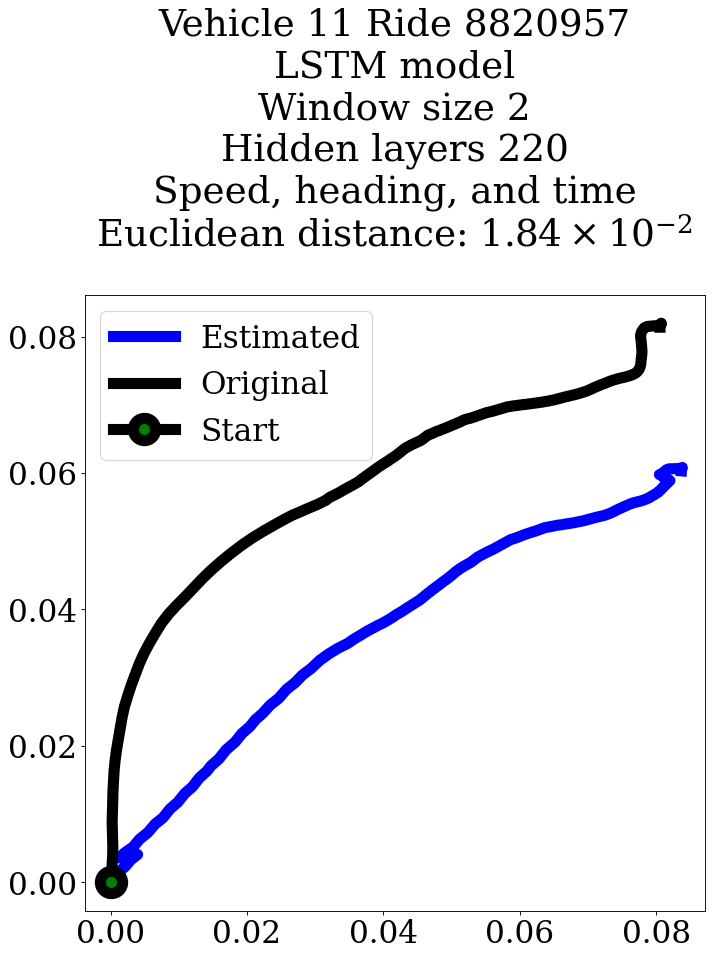 Vehicle 11 Ride 8820957
LSTM model
Window size 2
Hidden layers 220
Speed, heading, and time
Euclidean distance: 1.84 × 10⁻²
Estimated
Original
Start
0.08
0.06
0.04
0.02
0.00
0.00 0.02 0.04 0.06 0.08